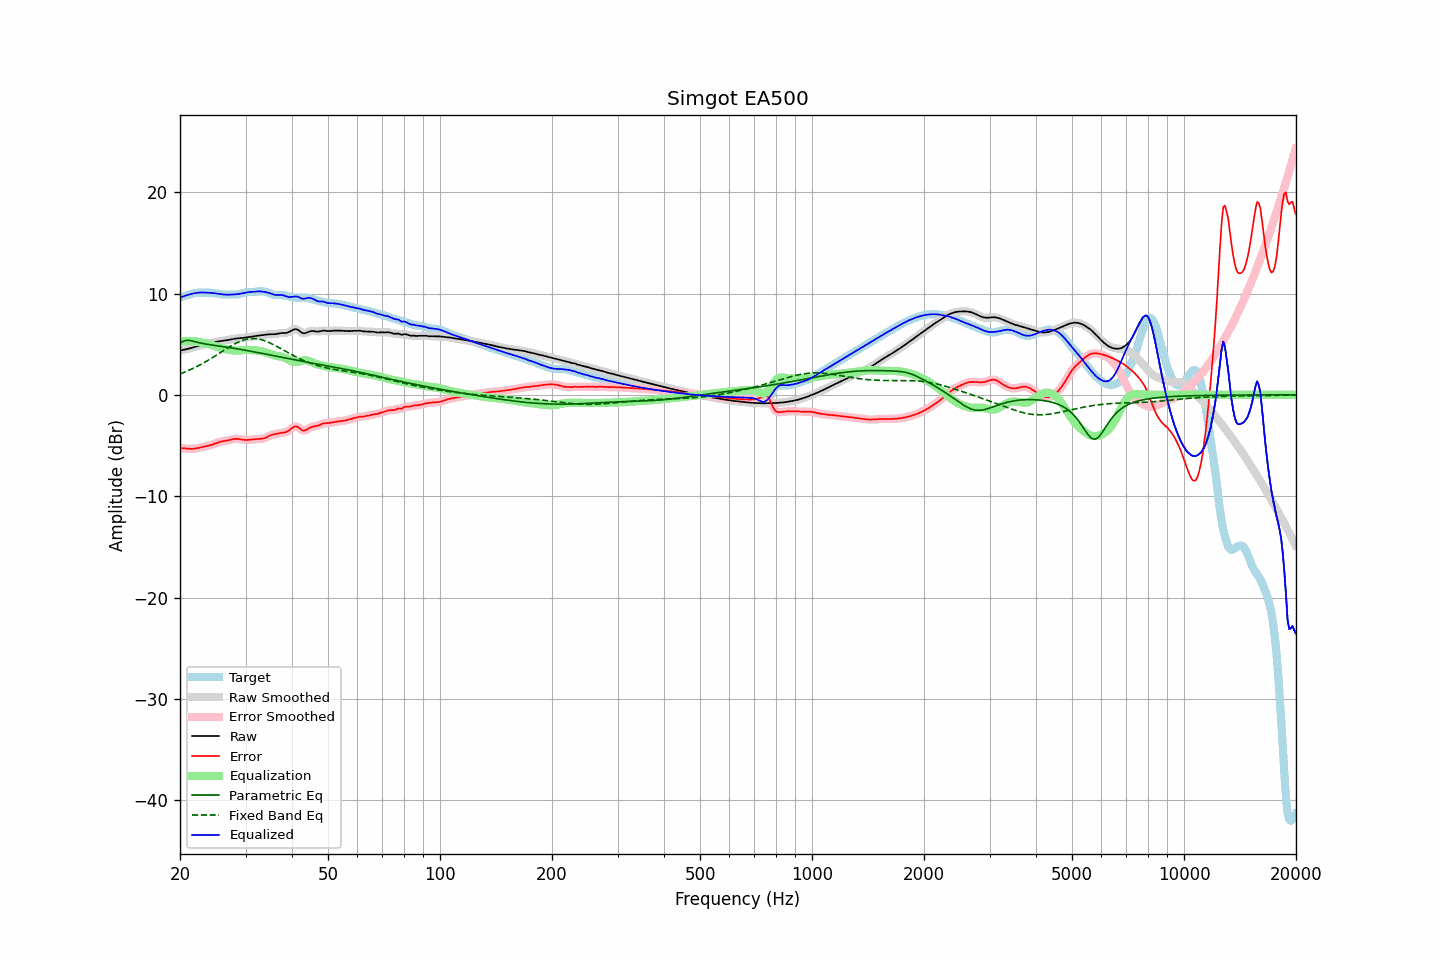 Simgot EA500
20
10
0
−10
−20
−30
−40
Amplitude (dBr)
Target
Raw Smoothed
Error Smoothed
Raw
Error
Equalization
Parametric Eq
Fixed Band Eq
Equalized
20 50 100 200 500 1000 2000 5000 10000 20000
Frequency (Hz)